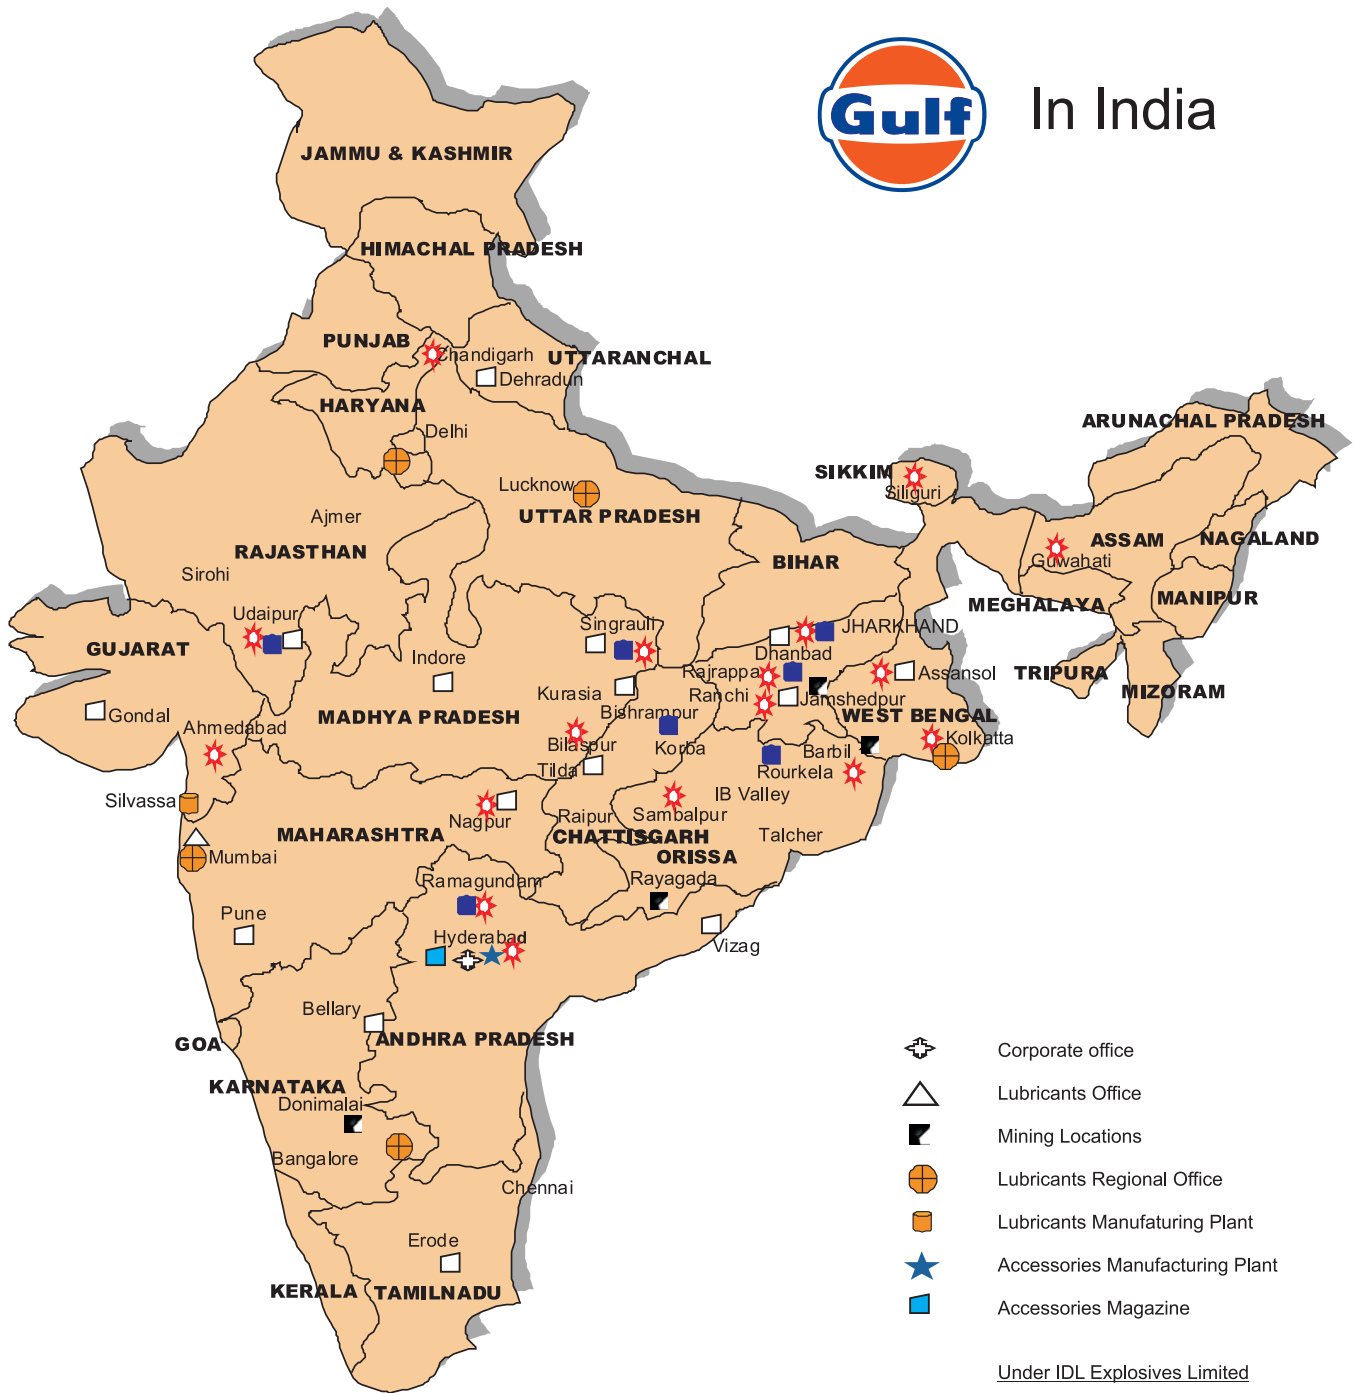 Gulf
In India
JAMMU & KASHMIR
HIMACHAL PRADESH
PUNJAB
Chandigarh
UTTARANCHAL
Dehradun
HARYANA
ARUNACHAL PRADESH
Delhi
SIKKIM
Siliguri
Lucknow
UTTAR PRADESH
Ajmer
RAJASTHAN
BIHAR
ASSAM
NAGALAND
Guwahati
Sirohi
MEGHALAYA
MANIPUR
Udaipur
Singrauli
JHARKHAND
GUJARAT
Indore
Dhanbad
Rajrappa
Assansol
TRIPURA
MIZORAM
Kurasia
Ranchi
Jamshedpur
Gondal
MADHYA PRADESH
Bishrampur
WEST BENGAL
Ahmedabad
Bilaspur
Korba
Barbil
Kolkatta
Tilda
Rourkela
Silvassa
IB Valley
Nagpur
Raipur
Sambalpur
MAHARASHTRA
CHATTISGARH
Talcher
Mumbai
ORISSA
Ramagundam
Rayagada
Pune
Hyderabad
Vizag
Bellary
GOA
ANDHRA PRADESH
KARNATAKA
Donimalai
Bangalore
Chennai
Erode
KERALA
TAMILNADU
Corporate office
Lubricants Office
Mining Locations
Lubricants Regional Office
Lubricants Manufaturing Plant
Accessories Manufacturing Plant
Accessories Magazine
Under IDL Explosives Limited